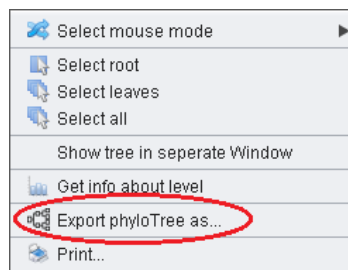 Select mouse mode
Select root
Select leaves
Select all
Show tree in seperate Window
Get info about level
Export phyloTree as...
Print...